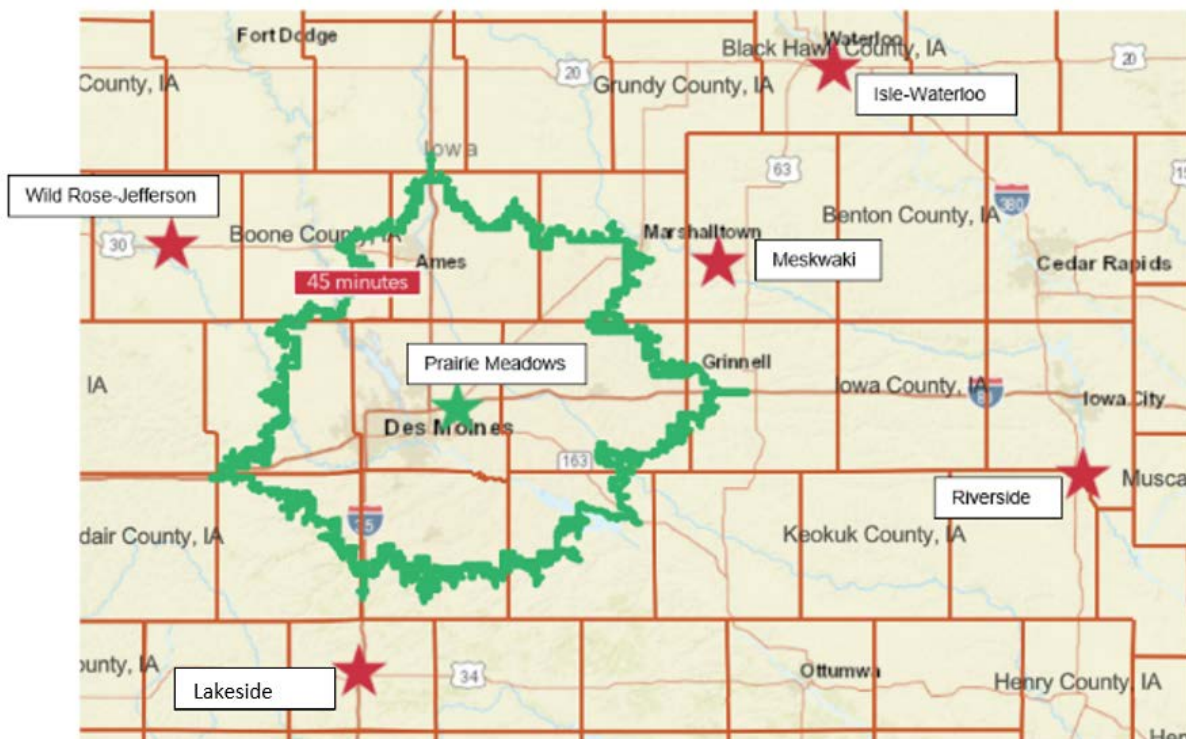 Fort Dodge
Waterloo
Black Hawk County, IA
20
20
County, IA
Grundy County, IA
Isle-Waterloo
Iowa
63
Wild Rose-Jefferson
380
Benton County, IA
Boone County, IA
Marshalltown
30
Ames
Meskwaki
Cedar Rapids
45 minutes
Prairie Meadows
Grinnell
IA
Iowa County, IA
Iowa City
Des Moines
163
Musca
Riverside
35
dair County, IA
Keokuk County, IA
ounty, IA
Lakeside
34
Ottumwa
Henry County, IA
Hen